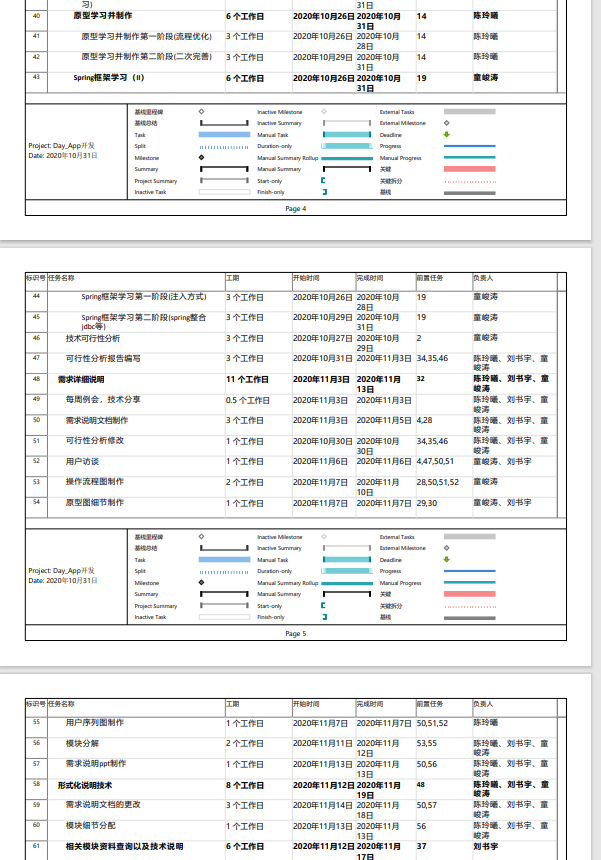 习） 31日
40 原型学习并制作 6 个工作日 2020年10月26日 2020年10月31日 14 陈玲曦
41 原型学习并制作第一阶段(流程优化) 3 个工作日 2020年10月26日 2020年10月28日 14 陈玲曦
42 原型学习并制作第二阶段(二次完善) 3 个工作日 2020年10月29日 2020年10月31日 14 陈玲曦
43 Spring框架学习（II） 6 个工作日 2020年10月26日 2020年10月31日 19 童峻涛
Project: Day_App开发
Date: 2020年10月31日
基线里程碑 Inactive Milestone External Tasks
基线总结 Inactive Summary External Milestone
Task Manual Task Deadline
Split Duration-only Progress
Milestone Manual Summary Rollup Manual Progress
Summary Manual Summary 关键
Project Summary Start-only 关键拆分
Inactive Task Finish-only 基线
Page 4
标识号 任务名称 工期 开始时间 完成时间 前置任务 负责人
44 Spring框架学习第一阶段(注入方式) 3 个工作日 2020年10月26日 2020年10月28日 19 童峻涛
45 Spring框架学习第二阶段(spring整合jdbc等) 3 个工作日 2020年10月29日 2020年10月31日 19 童峻涛
46 技术可行性分析 3 个工作日 2020年10月27日 2020年10月29日 2 童峻涛
47 可行性分析报告编写 3 个工作日 2020年10月31日 2020年11月3日 34,35,46 陈玲曦、刘书宇、童峻涛
48 需求详细说明 11 个工作日 2020年11月3日 2020年11月13日 32 陈玲曦、刘书宇、童峻涛
49 每周例会，技术分享 0.5 个工作日 2020年11月3日 2020年11月3日 陈玲曦、刘书宇、童峻涛
50 需求说明文档制作 3 个工作日 2020年11月3日 2020年11月5日 4,28 陈玲曦、刘书宇、童峻涛
51 可行性分析修改 1 个工作日 2020年10月30日 2020年10月30日 34,35,46 陈玲曦、刘书宇、童峻涛
52 用户访谈 1 个工作日 2020年11月6日 2020年11月6日 4,47,50,51 童峻涛、刘书宇
53 操作流程图制作 2 个工作日 2020年11月7日 2020年11月10日 28,50,51,52 童峻涛
54 原型图细节制作 1 个工作日 2020年11月7日 2020年11月7日 29,30 童峻涛、刘书宇
Project: Day_App开发
Date: 2020年10月31日
基线里程碑 Inactive Milestone External Tasks
基线总结 Inactive Summary External Milestone
Task Manual Task Deadline
Split Duration-only Progress
Milestone Manual Summary Rollup Manual Progress
Summary Manual Summary 关键
Project Summary Start-only 关键拆分
Inactive Task Finish-only 基线
Page 5
标识号 任务名称 工期 开始时间 完成时间 前置任务 负责人
55 用户序列图制作 1 个工作日 2020年11月7日 2020年11月7日 50,51,52 陈玲曦
56 模块分解 2 个工作日 2020年11月11日 2020年11月12日 53,55 陈玲曦、刘书宇、童峻涛
57 需求说明ppt制作 1 个工作日 2020年11月13日 2020年11月13日 50,56 陈玲曦、刘书宇、童峻涛
58 形式化说明技术 8 个工作日 2020年11月12日 2020年11月19日 48 陈玲曦、刘书宇、童峻涛
59 需求说明文档的更改 3 个工作日 2020年11月14日 2020年11月18日 50,57 陈玲曦、刘书宇、童峻涛
60 模块细节分配 1 个工作日 2020年11月13日 2020年11月13日 56 陈玲曦、刘书宇、童峻涛
61 相关模块资料查询以及技术说明 6 个工作日 2020年11月12日 2020年11月17日 37 刘书宇